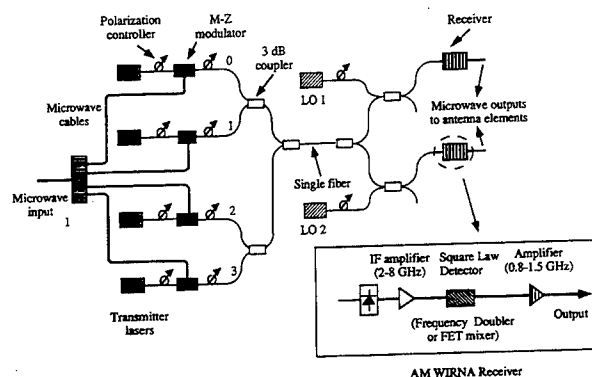 Polarization
controller
M-Z
modulator
0
3 dB
coupler
Receiver
LO 1
Microwave
cables
1
Microwave outputs
to antenna elements
Single fiber
Microwave
input
1
2
LO 2
3
Transmitter
lasers
IF amplifier
(2-8 GHz)
Square Law
Detector
Amplifier
(0.8-1.5 GHz)
Output
(Frequency Doubler
or FET mixer)
AM WIRNA Receiver